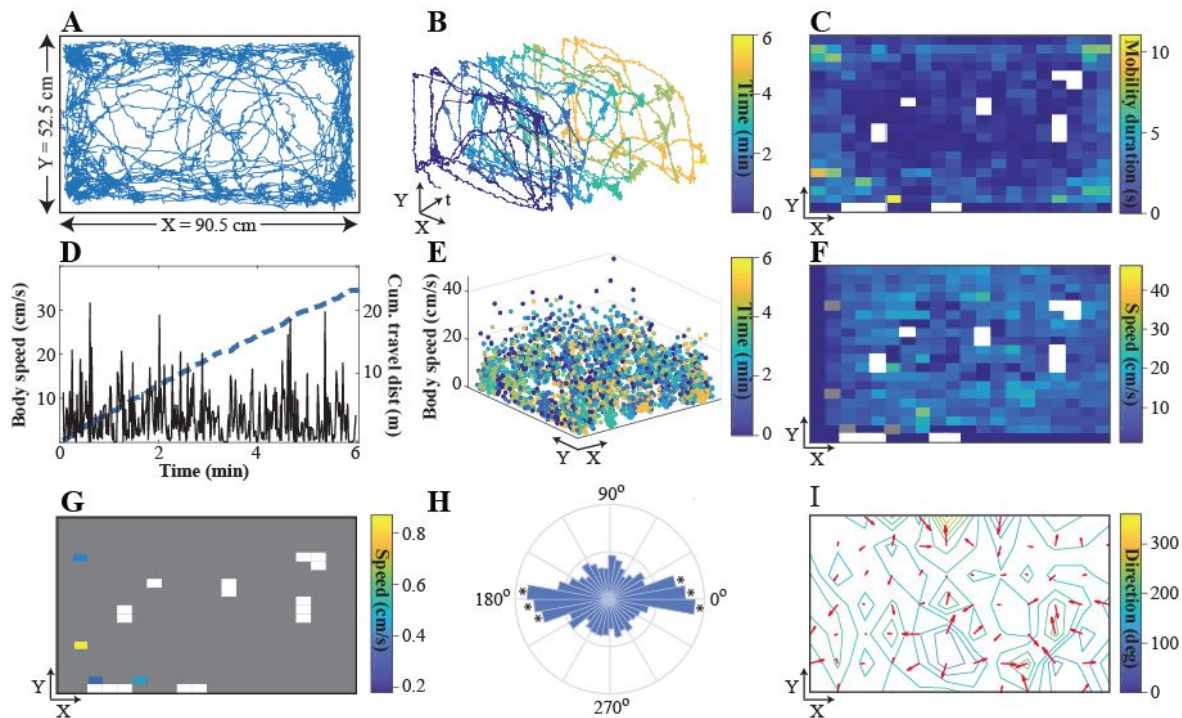 A
Y = 52.5 cm
X = 90.5 cm
B
Y
t
X
6
4
2
0
Time (min)
C
Y
X
10
5
0
Mobility duration (s)
D
Body speed (cm/s)
30
20
10
0
2
4
6
Time (min)
20
10
Cum. travel dist (m)
E
Body speed (cm/s)
40
20
0
Y
X
6
4
2
0
Time (min)
F
Y
X
40
30
20
10
Speed (cm/s)
G
Y
X
0.8
0.6
0.4
0.2
Speed (cm/s)
H
90°
180°
0°
270°
* * * *
I
300
200
100
0
Direction (deg)